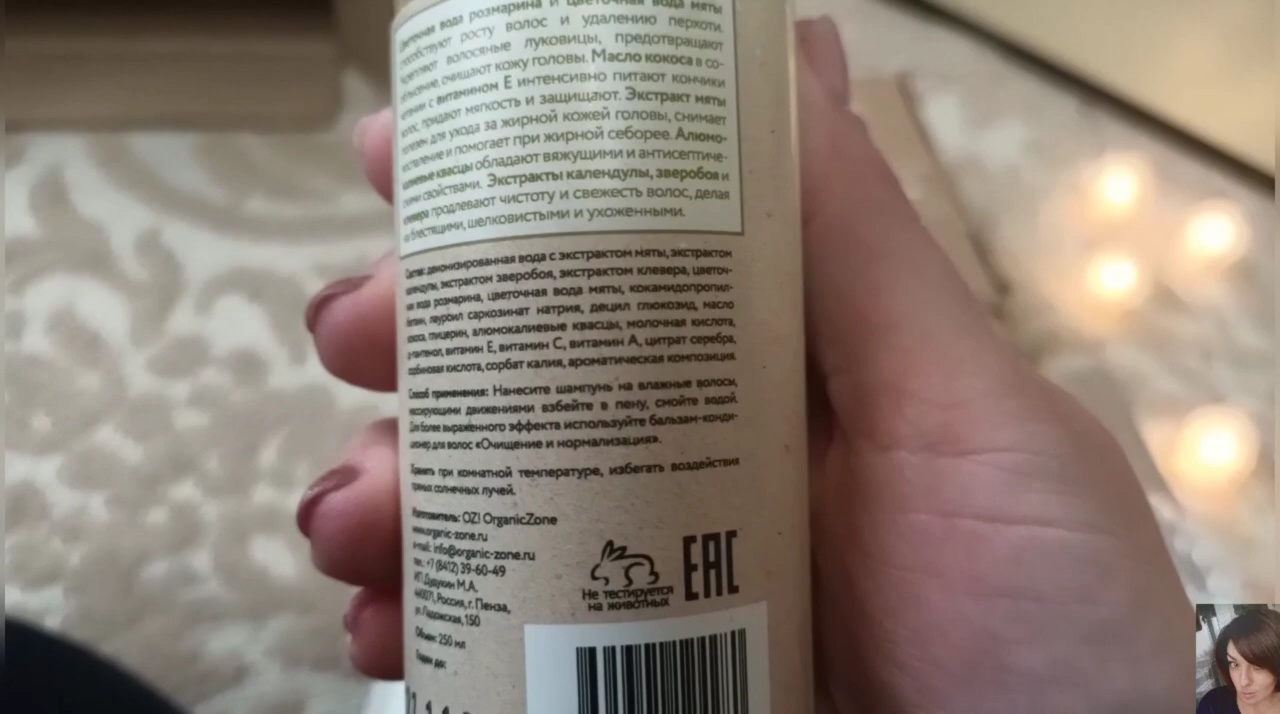 Цветочная вода розмарина и цветочная вода мяты
способствуют росту волос и удалению перхоти,
укрепляют волосяные луковицы, предотвращают
очищают кожу головы. Масло кокоса в со-
четании с витамином Е интенсивно питают кончики
волос, придают мягкость и защищают. Экстракт мяты
полезен для ухода за жирной кожей головы, снимает
воспаление и помогает при жирной себорее. Алюмо-
калиевые квасцы обладают вяжущими и антисептиче-
скими свойствами. Экстракты календулы, зверобоя и
клевера продлевают чистоту и свежесть волос, делая
их блестящими, шелковистыми и ухоженными.
Состав: деионизированная вода с экстрактом мяты, экстрактом
календулы, экстрактом зверобоя, экстрактом клевера, цветоч-
ная вода розмарина, цветочная вода мяты, кокамидопропил-
бетаин, лауроил саркозинат натрия, децил глюкозид, масло
кокоса, глицерин, алюмокалиевые квасцы, молочная кислота,
д-пантенол, витамин Е, витамин С, витамин А, цитрат серебра,
сорбиновая кислота, сорбат калия, ароматическая композиция.
Способ применения: Нанесите шампунь на влажные волосы,
массирующими движениями взбейте в пену, смойте водой.
Для более выраженного эффекта используйте бальзам-конди-
ционер для волос «Очищение и нормализация».
Хранить при комнатной температуре, избегать воздействия
прямых солнечных лучей.
Изготовитель: OZ! OrganicZone
www.organic-zone.ru
e-mail: info@organic-zone.ru
тел.: +7 (8412) 39-60-49
ИП Дудукин М.А.
440071, Россия, г. Пенза,
ул. Ладожская, 150
Объем: 250 мл
Годен до:
Не тестируется
на животных
EAC